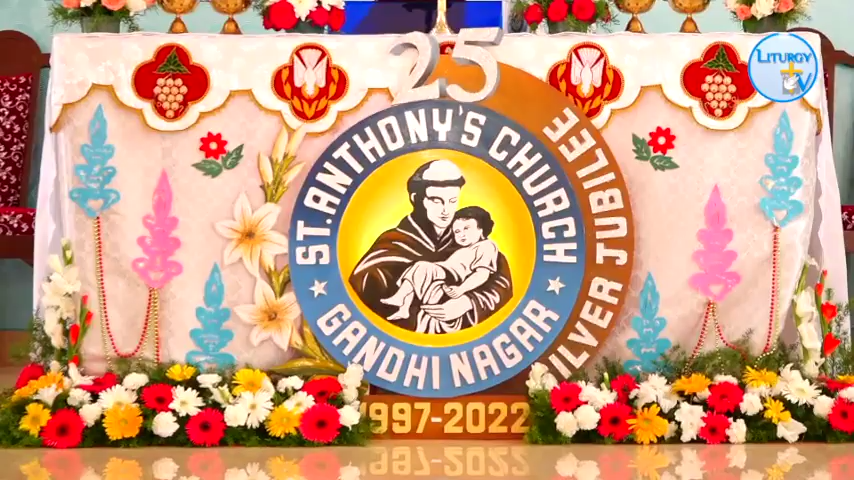 25
LITURGY
TV
ST. ANTHONY'S CHURCH
GANDHI NAGAR
SILVER JUBILEE
1997-2022